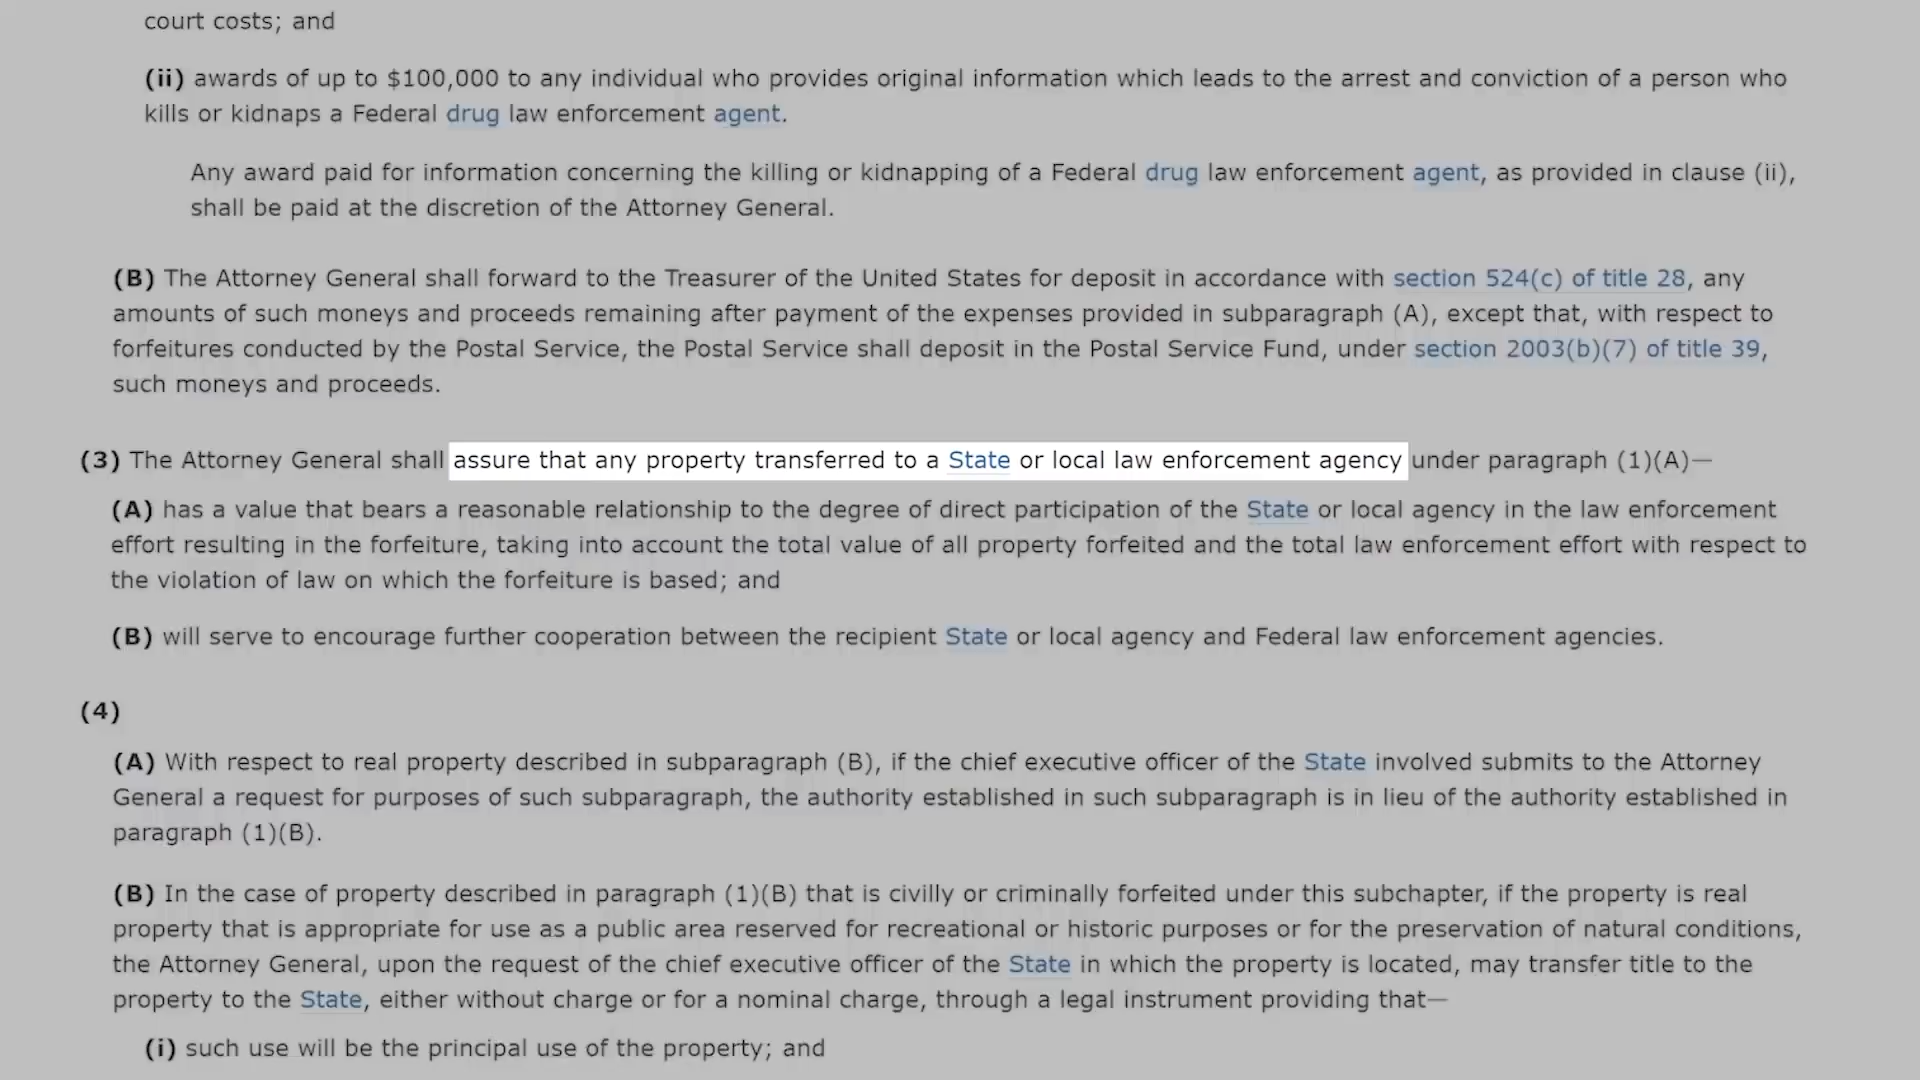 court costs; and
(ii) awards of up to $100,000 to any individual who provides original information which leads to the arrest and conviction of a person who
kills or kidnaps a Federal drug law enforcement agent.
Any award paid for information concerning the killing or kidnapping of a Federal drug law enforcement agent, as provided in clause (ii),
shall be paid at the discretion of the Attorney General.
(B) The Attorney General shall forward to the Treasurer of the United States for deposit in accordance with section 524(c) of title 28, any
amounts of such moneys and proceeds remaining after payment of the expenses provided in subparagraph (A), except that, with respect to
forfeitures conducted by the Postal Service, the Postal Service shall deposit in the Postal Service Fund, under section 2003(b)(7) of title 39,
such moneys and proceeds.
(3) The Attorney General shall assure that any property transferred to a State or local law enforcement agency under paragraph (1)(A)—
(A) has a value that bears a reasonable relationship to the degree of direct participation of the State or local agency in the law enforcement
effort resulting in the forfeiture, taking into account the total value of all property forfeited and the total law enforcement effort with respect to
the violation of law on which the forfeiture is based; and
(B) will serve to encourage further cooperation between the recipient State or local agency and Federal law enforcement agencies.
(4)
(A) With respect to real property described in subparagraph (B), if the chief executive officer of the State involved submits to the Attorney
General a request for purposes of such subparagraph, the authority established in such subparagraph is in lieu of the authority established in
paragraph (1)(B).
(B) In the case of property described in paragraph (1)(B) that is civilly or criminally forfeited under this subchapter, if the property is real
property that is appropriate for use as a public area reserved for recreational or historic purposes or for the preservation of natural conditions,
the Attorney General, upon the request of the chief executive officer of the State in which the property is located, may transfer title to the
property to the State, either without charge or for a nominal charge, through a legal instrument providing that—
(i) such use will be the principal use of the property; and